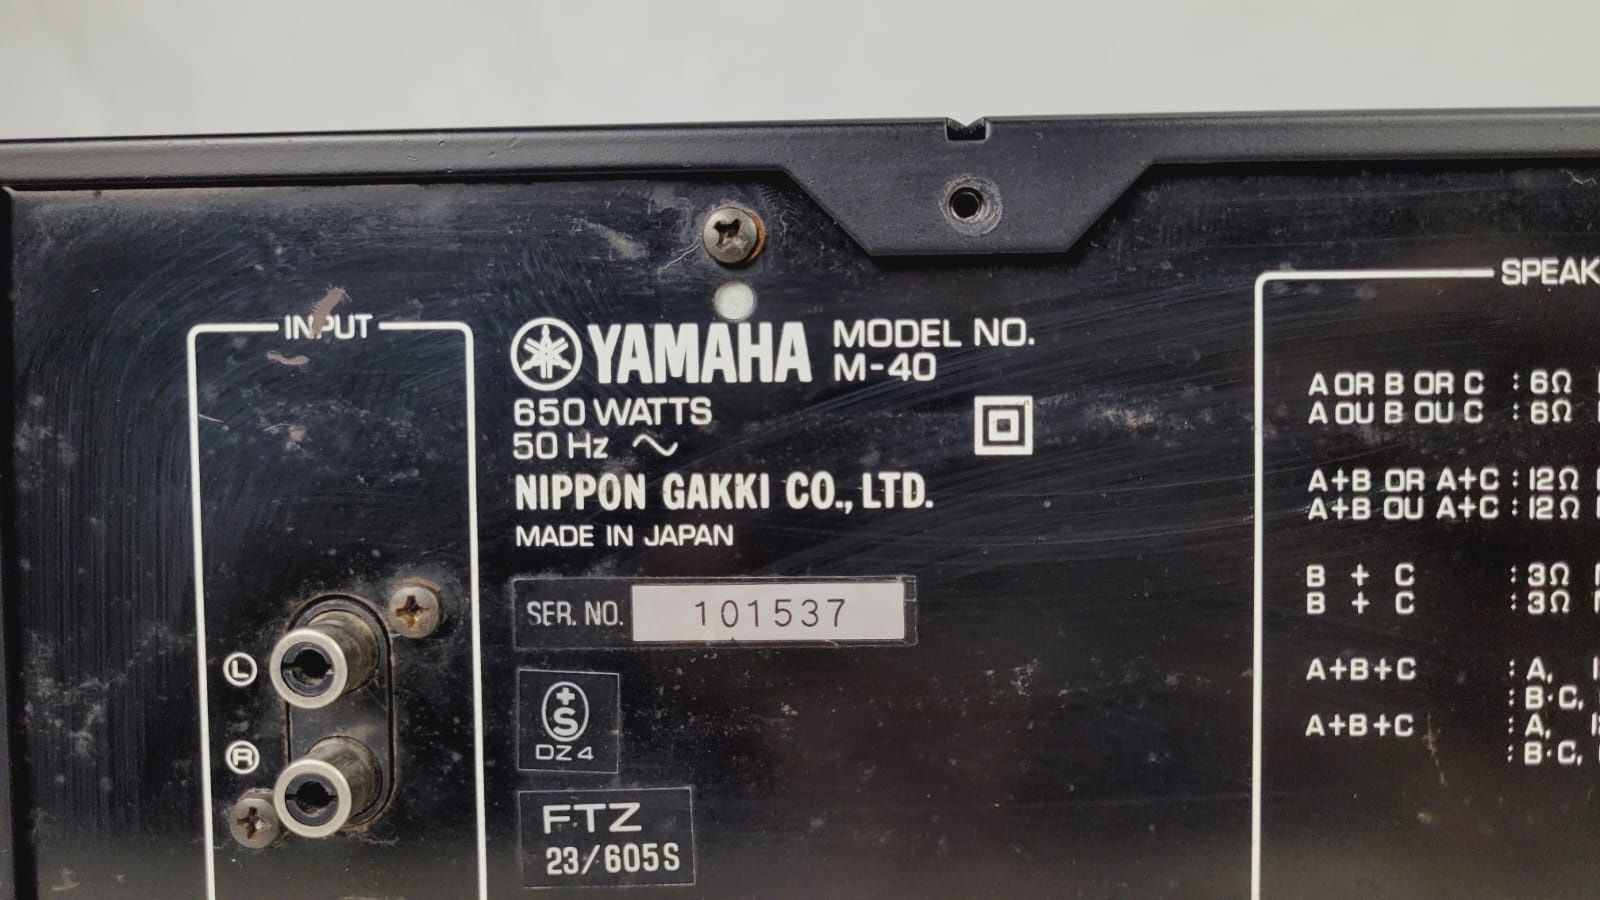 INPUT
L
R
YAMAHA
MODEL NO.
M-40
650 WATTS
50 Hz ~
NIPPON GAKKI CO., LTD.
MADE IN JAPAN
SER. NO. 101537
+S
DZ4
FTZ
23/605S
A OR B OR C : 6Ω
A OU B OU C : 6Ω
A+B OR A+C : 12Ω
A+B OU A+C : 12Ω
B + C : 3Ω
B + C : 3Ω
A+B+C : A,
: B·C,
A+B+C : A,
: B·C,